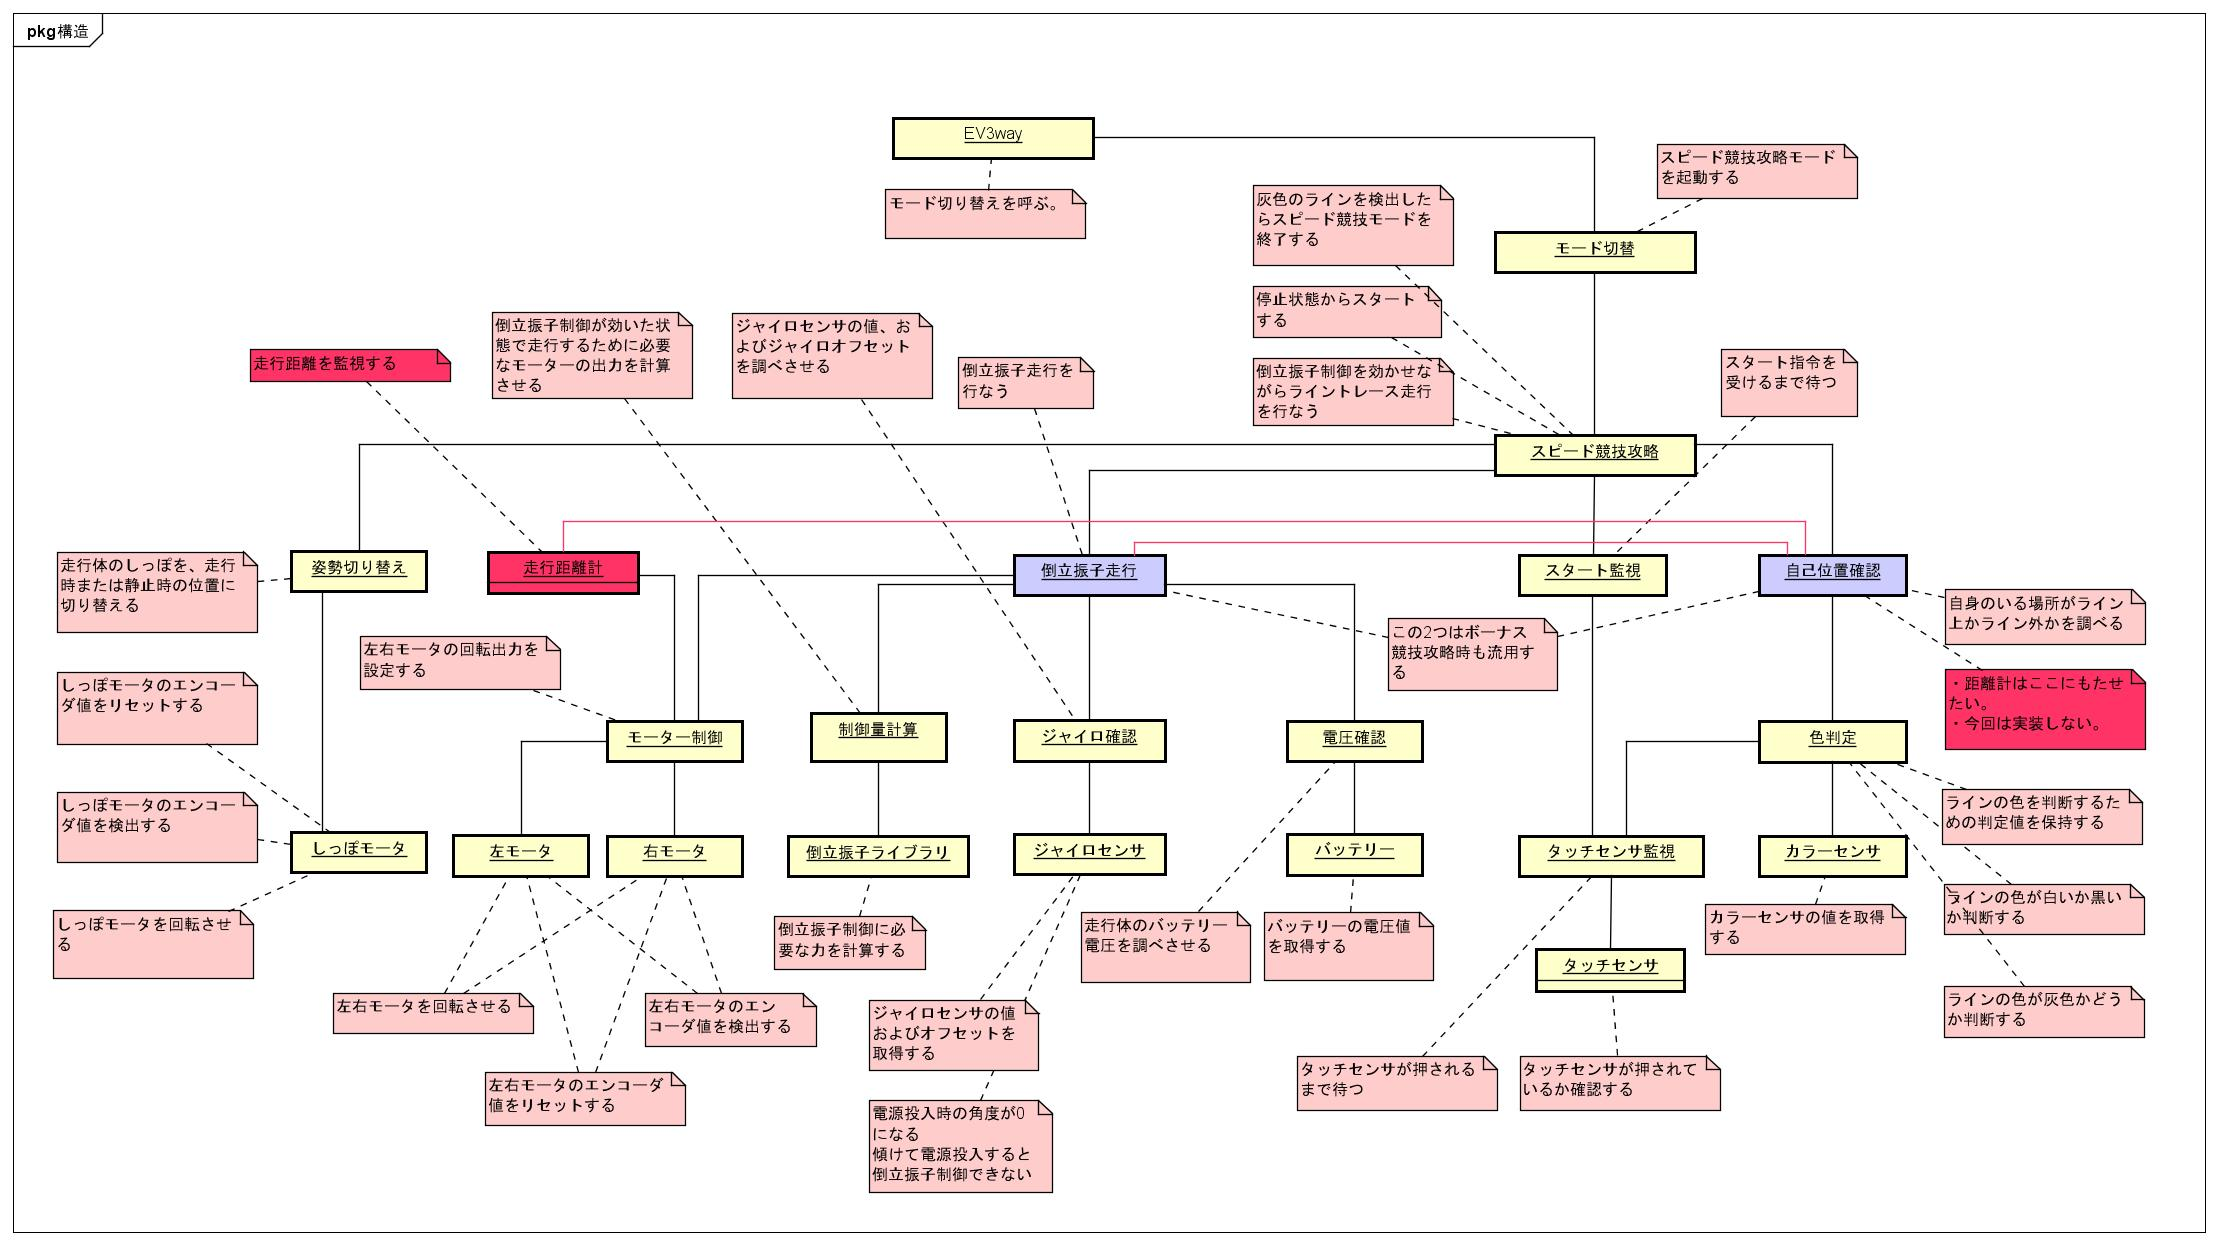 pkg構造
EV3way
モード切り替えを呼ぶ。
スピード競技攻略モード
を起動する
灰色のラインを検出した
らスピード競技モードを
終了する
モード切替
停止状態からスタート
する
倒立振子制御を効かせな
がらライントレース走行
を行なう
倒立振子制御が効いた状
態で走行するために必要
なモーターの出力を計算
させる
ジャイロセンサの値、お
よびジャイロオフセット
を調べさせる
走行距離を監視する
倒立振子走行を
行なう
スタート指令を
受けるまで待つ
スピード競技攻略
走行体のしっぽを、走行
時または静止時の位置に
切り替える
姿勢切り替え
走行距離計
倒立振子走行
スタート監視
自己位置確認
自身のいる場所がライン
上かライン外かを調べる
この2つはボーナス
競技攻略時も流用す
る
左右モータの回転出力を
設定する
しっぽモータのエンコー
ダ値をリセットする
・距離計はここにもたせ
たい。
・今回は実装しない。
モーター制御
制御量計算
ジャイロ確認
電圧確認
色判定
しっぽモータのエンコー
ダ値を検出する
ラインの色を判断するた
めの判定値を保持する
しっぽモータ
左モータ
右モータ
倒立振子ライブラリ
ジャイロセンサ
バッテリー
タッチセンサ監視
カラーセンサ
しっぽモータを回転させ
る
倒立振子制御に必
要な力を計算する
走行体のバッテリー
電圧を調べさせる
バッテリーの電圧値
を取得する
カラーセンサの値を取得
する
ラインの色が白いか黒い
か判断する
タッチセンサ
左右モータを回転させる
左右モータのエン
コーダ値を検出する
ジャイロセンサの値
およびオフセットを
取得する
ラインの色が灰色かどう
か判断する
左右モータのエンコーダ
値をリセットする
タッチセンサが押される
まで待つ
タッチセンサが押されて
いるか確認する
電源投入時の角度が0
になる
傾けて電源投入すると
倒立振子制御できない